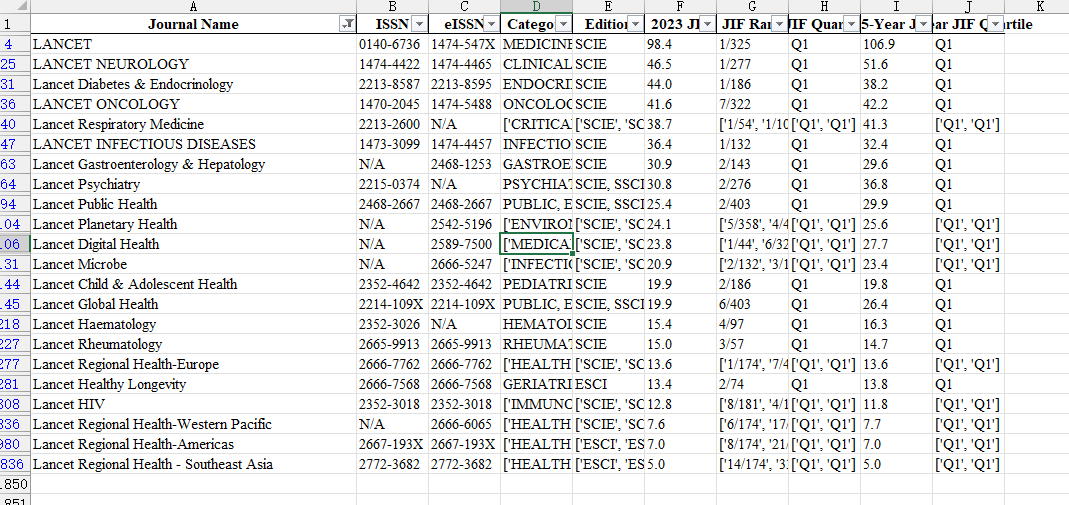 A B C D E F G H I J K
1 Journal Name ISSN eISSN Catego Edition 2023 JI JIF Ran JIF Quar 5-Year J ear JIF Q rtile
4 LANCET 0140-6736 1474-547X MEDICINE SCIE 98.4 1/325 Q1 106.9 Q1
25 LANCET NEUROLOGY 1474-4422 1474-4465 CLINICAL SCIE 46.5 1/277 Q1 51.6 Q1
31 Lancet Diabetes & Endocrinology 2213-8587 2213-8595 ENDOCRI SCIE 44.0 1/186 Q1 38.2 Q1
36 LANCET ONCOLOGY 1470-2045 1474-5488 ONCOLOG SCIE 41.6 7/322 Q1 42.2 Q1
40 Lancet Respiratory Medicine 2213-2600 N/A ['CRITICA ['SCIE', 'SC 38.7 ['1/54', '1/10 ['Q1', 'Q1'] 41.3 ['Q1', 'Q1']
47 LANCET INFECTIOUS DISEASES 1473-3099 1474-4457 INFECTIO SCIE 36.4 1/132 Q1 32.4 Q1
63 Lancet Gastroenterology & Hepatology N/A 2468-1253 GASTROE SCIE 30.9 2/143 Q1 29.6 Q1
64 Lancet Psychiatry 2215-0374 N/A PSYCHIAT SCIE, SSCI 30.8 2/276 Q1 36.8 Q1
94 Lancet Public Health 2468-2667 2468-2667 PUBLIC, E SCIE, SSCI 25.4 2/403 Q1 29.9 Q1
04 Lancet Planetary Health N/A 2542-5196 ['ENVIRON ['SCIE', 'SC 24.1 ['5/358', '4/4 ['Q1', 'Q1'] 25.6 ['Q1', 'Q1']
06 Lancet Digital Health N/A 2589-7500 ['MEDICA ['SCIE', 'SC 23.8 ['1/44', '6/32 ['Q1', 'Q1'] 27.7 ['Q1', 'Q1']
31 Lancet Microbe N/A 2666-5247 ['INFECTI ['SCIE', 'SC 20.9 ['2/132', '3/1 ['Q1', 'Q1'] 23.4 ['Q1', 'Q1']
44 Lancet Child & Adolescent Health 2352-4642 2352-4642 PEDIATRI SCIE 19.9 2/186 Q1 19.8 Q1
45 Lancet Global Health 2214-109X 2214-109X PUBLIC, E SCIE, SSCI 19.9 6/403 Q1 26.4 Q1
218 Lancet Haematology 2352-3026 N/A HEMATOL SCIE 15.4 4/97 Q1 16.3 Q1
227 Lancet Rheumatology 2665-9913 2665-9913 RHEUMAT SCIE 15.0 3/57 Q1 14.7 Q1
277 Lancet Regional Health-Europe 2666-7762 2666-7762 ['HEALTH ['SCIE', 'SC 13.6 ['1/174', '7/4 ['Q1', 'Q1'] 13.6 ['Q1', 'Q1']
281 Lancet Healthy Longevity 2666-7568 2666-7568 GERIATRI ESCI 13.4 2/74 Q1 13.8 Q1
308 Lancet HIV 2352-3018 2352-3018 ['IMMUNO ['SCIE', 'SC 12.8 ['8/181', '4/1 ['Q1', 'Q1'] 11.8 ['Q1', 'Q1']
836 Lancet Regional Health-Western Pacific N/A 2666-6065 ['HEALTH ['SCIE', 'SC 7.6 ['6/174', '17/ ['Q1', 'Q1'] 7.7 ['Q1', 'Q1']
980 Lancet Regional Health-Americas 2667-193X 2667-193X ['HEALTH ['ESCI', 'ES 7.0 ['8/174', '21/ ['Q1', 'Q1'] 7.0 ['Q1', 'Q1']
836 Lancet Regional Health - Southeast Asia 2772-3682 2772-3682 ['HEALTH ['ESCI', 'ES 5.0 ['14/174', '3 ['Q1', 'Q1'] 5.0 ['Q1', 'Q1']
850
851